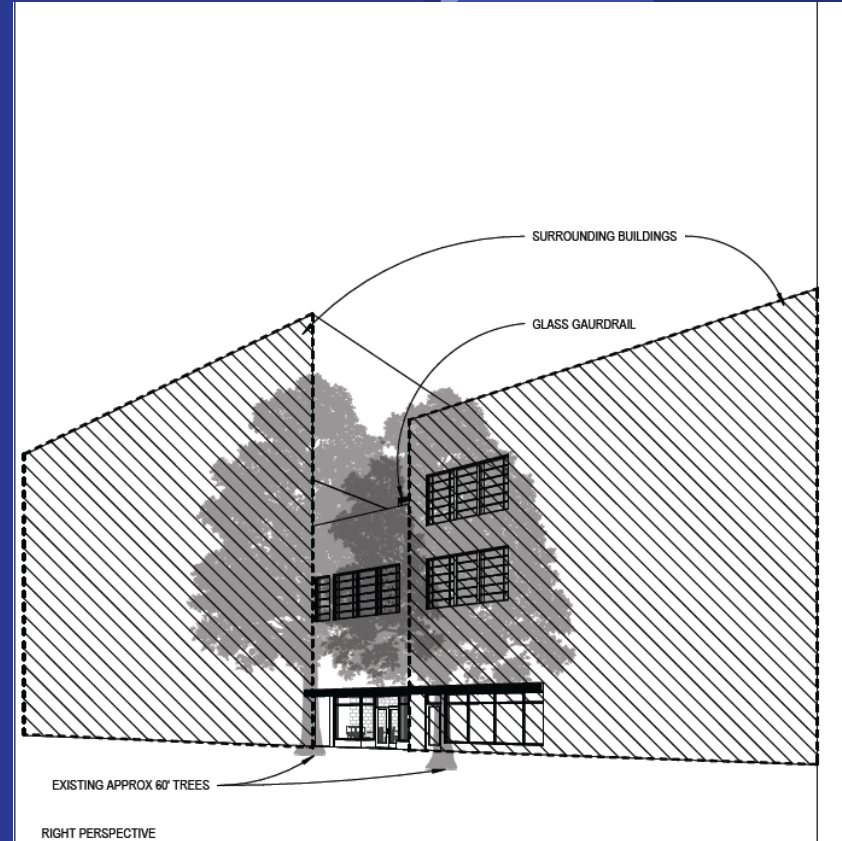 SURROUNDING BUILDINGS
GLASS GAURDRAIL
EXISTING APPROX 60' TREES
RIGHT PERSPECTIVE